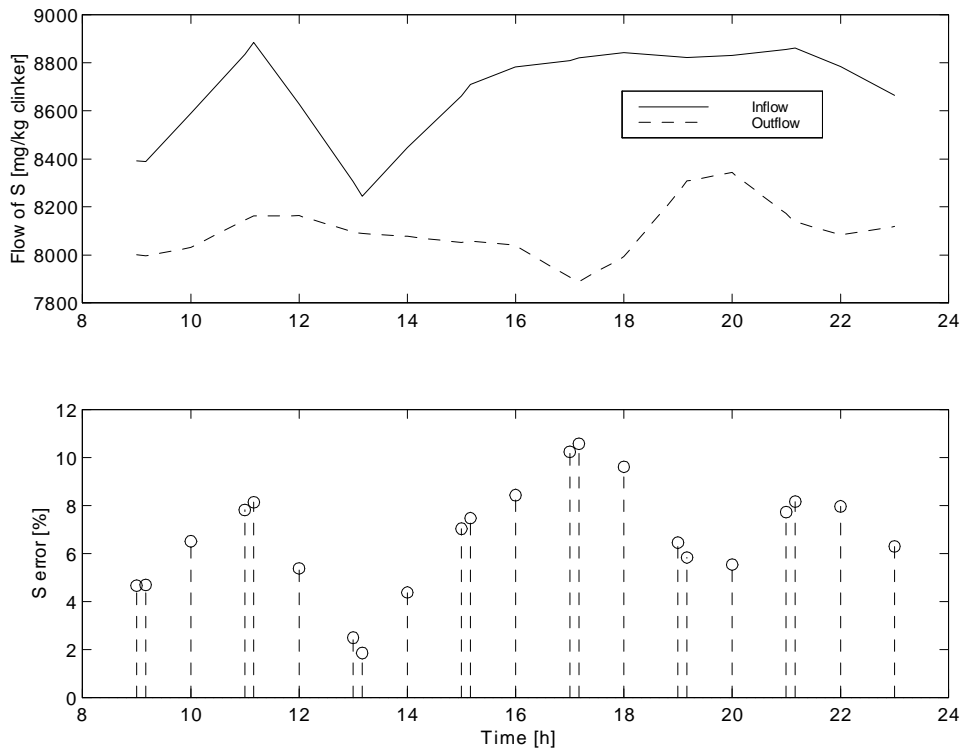 Flow of S [mg/kg clinker]
9000
8800
8600
8400
8200
8000
7800
Inflow
Outflow
8 10 12 14 16 18 20 22 24
S error [%]
12
10
8
6
4
2
0
8 10 12 14 16 18 20 22 24
Time [h]